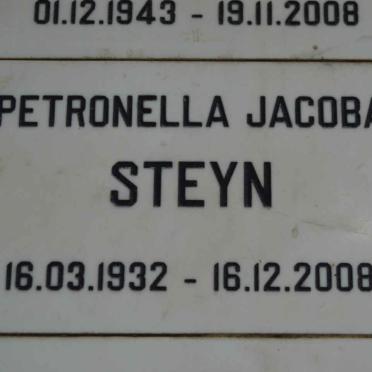 01.12.1943 - 19.11.2008
PETRONELLA JACOBA
STEYN
16.03.1932 - 16.12.2008